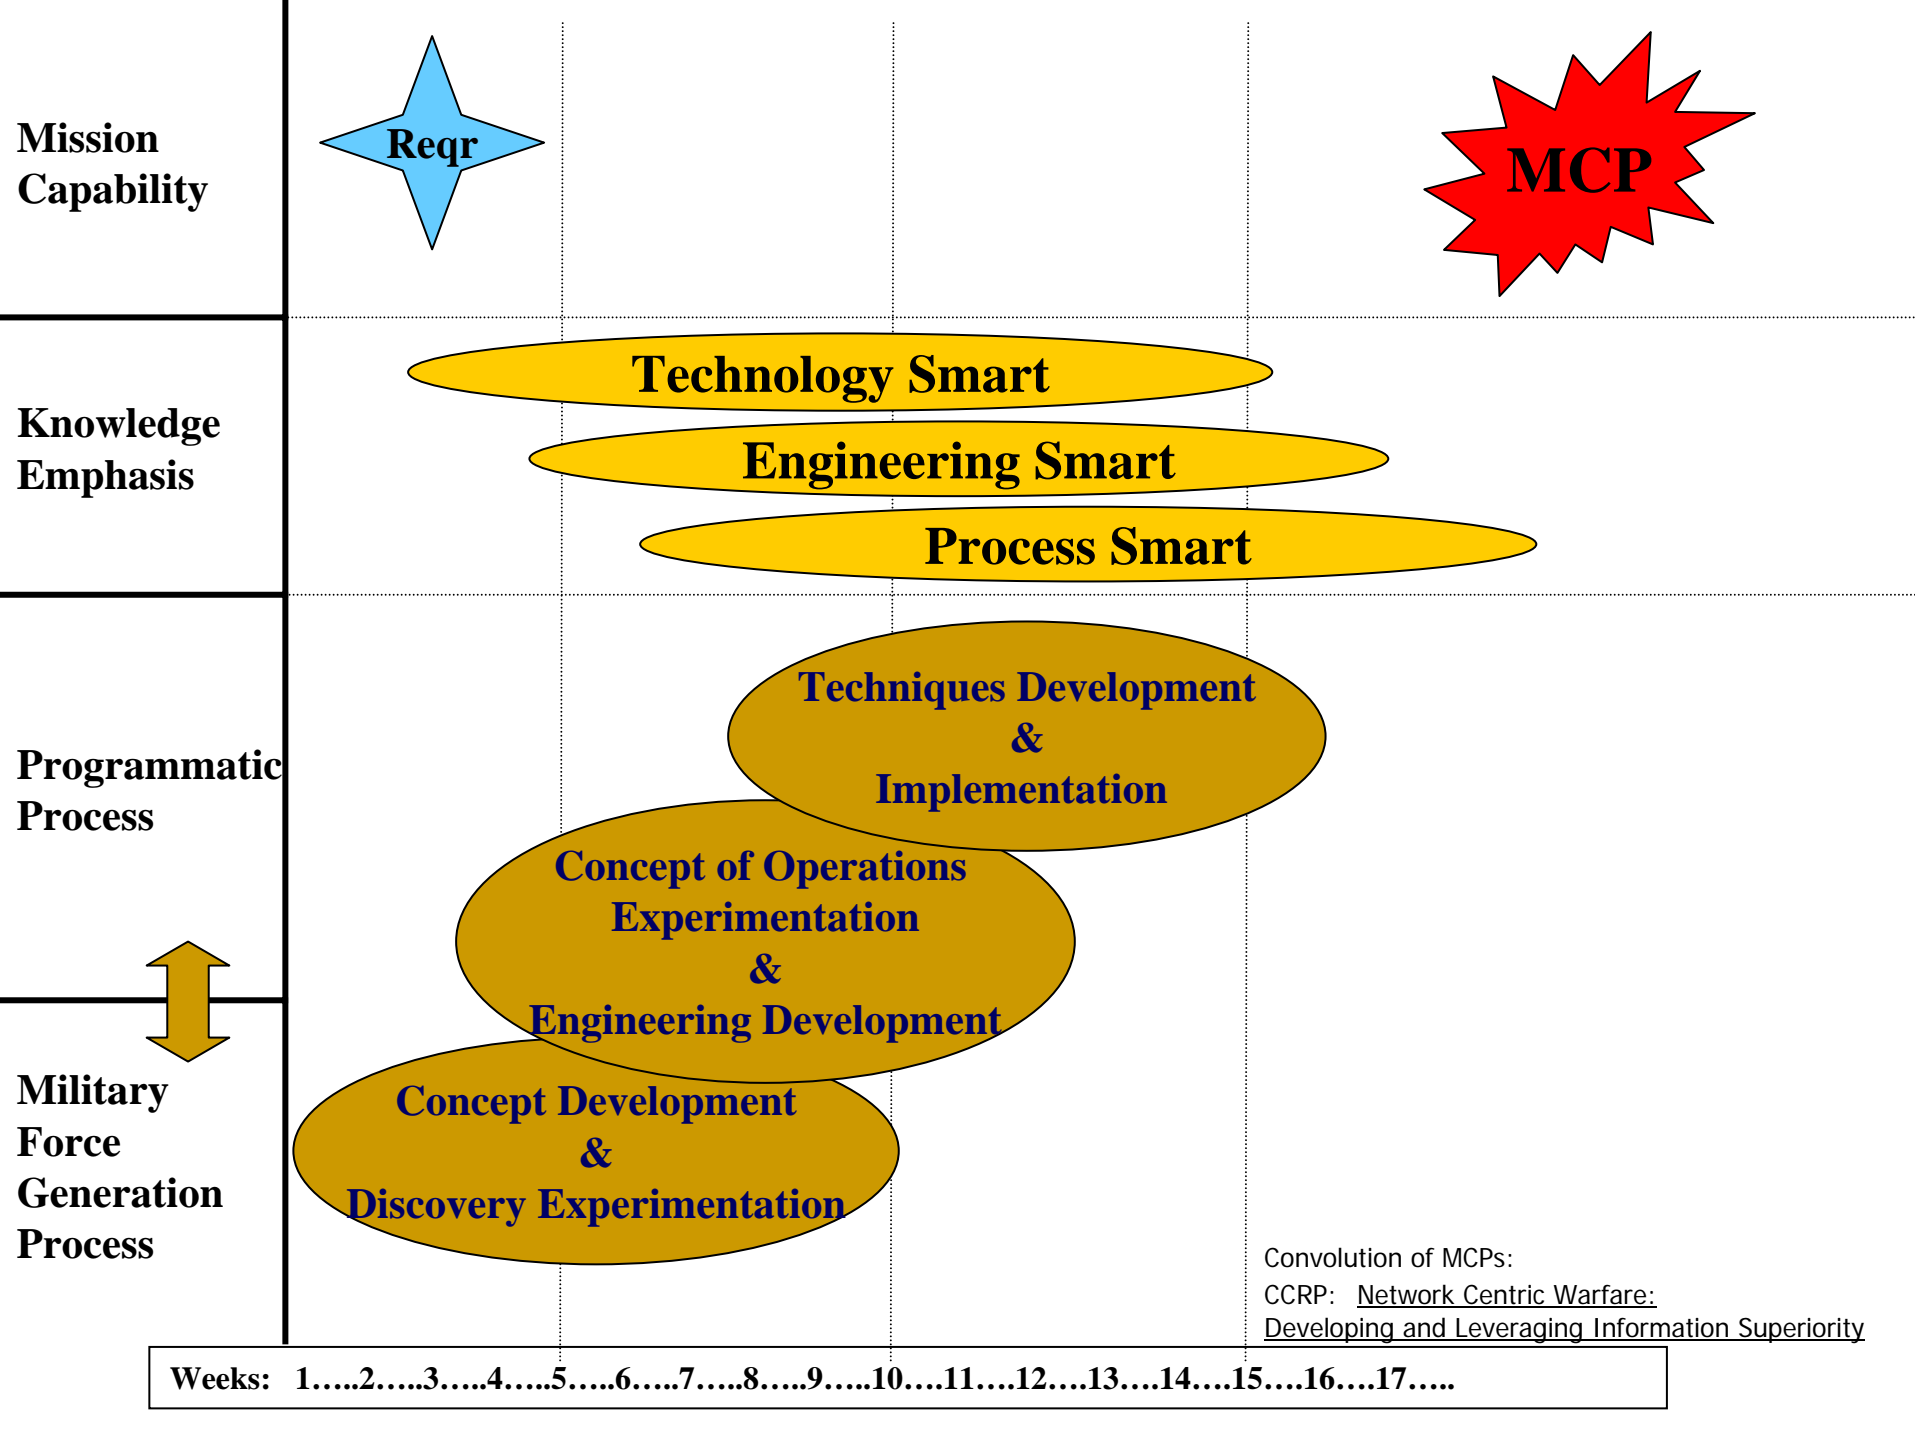 Mission
Capability
Reqr
MCP
Knowledge
Emphasis
Technology Smart
Engineering Smart
Process Smart
Programmatic
Process
Techniques Development
&
Implementation
Concept of Operations
Experimentation
&
Engineering Development
Military
Force
Generation
Process
Concept Development
&
Discovery Experimentation
Convolution of MCPs:
CCRP: Network Centric Warfare:
Developing and Leveraging Information Superiority
Weeks: 1.....2.....3.....4.....5.....6.....7.....8.....9.....10....11....12....13....14....15....16....17.....